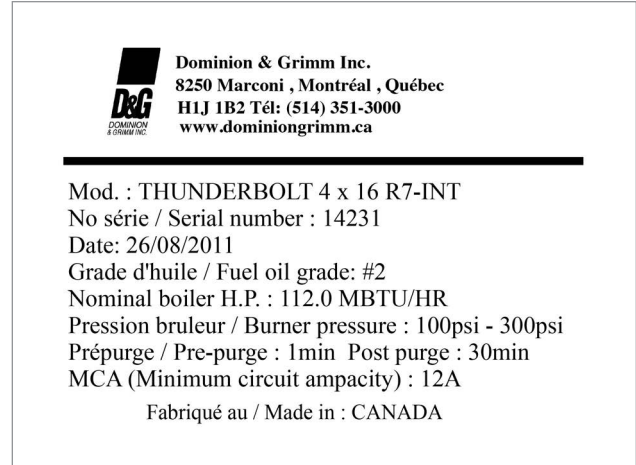 D&G
DOMINION
& GRIMM INC.
Dominion & Grimm Inc.
8250 Marconi , Montréal , Québec
H1J 1B2 Tél: (514) 351-3000
www.dominiongrimm.ca
Mod. : THUNDERBOLT 4 x 16 R7-INT
No série / Serial number : 14231
Date: 26/08/2011
Grade d'huile / Fuel oil grade: #2
Nominal boiler H.P. : 112.0 MBTU/HR
Pression bruleur / Burner pressure : 100psi - 300psi
Prépurge / Pre-purge : 1min  Post purge : 30min
MCA (Minimum circuit ampacity) : 12A
Fabriqué au / Made in : CANADA